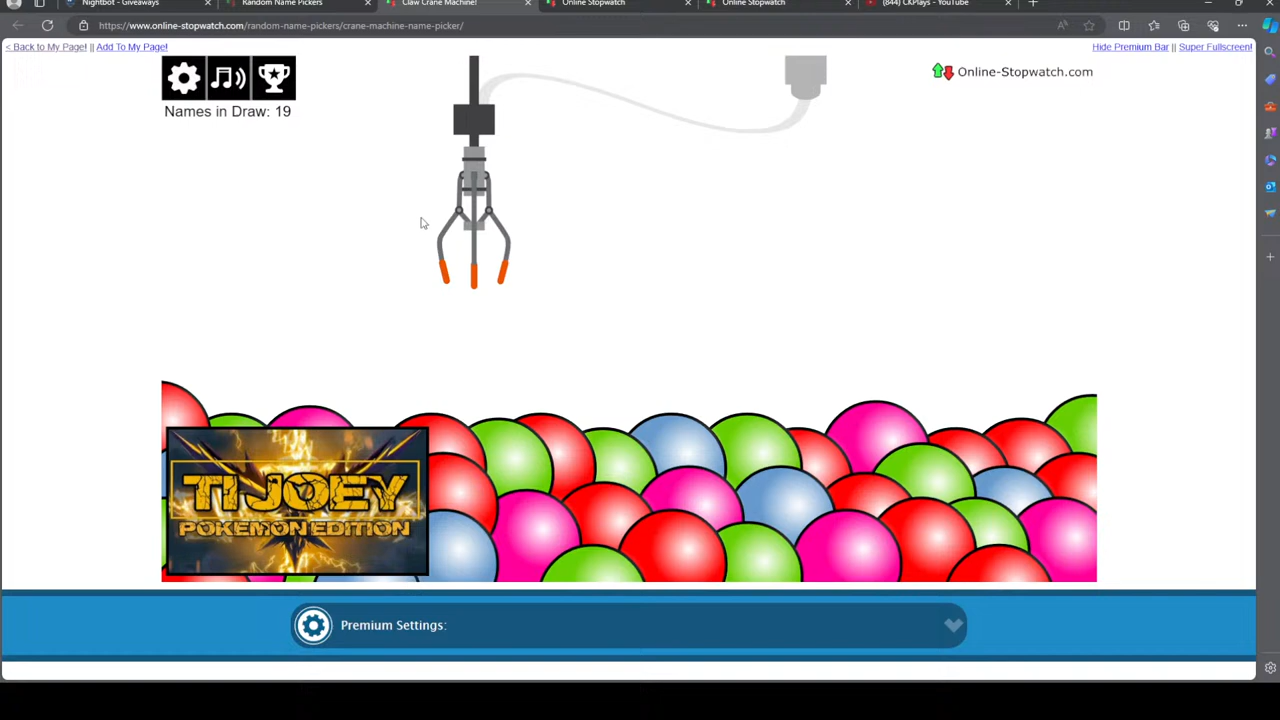 Nightbot - Giveaways
Random Name Pickers
Claw Crane Machine!
Online Stopwatch
Online Stopwatch
(844) CKPlays - YouTube
https://www.online-stopwatch.com/random-name-pickers/crane-machine-name-picker/
< Back to My Page! || Add To My Page!
Hide Premium Bar || Super Fullscreen!
Online-Stopwatch.com
Names in Draw: 19
TIJOEY
POKEMON EDITION
Premium Settings: